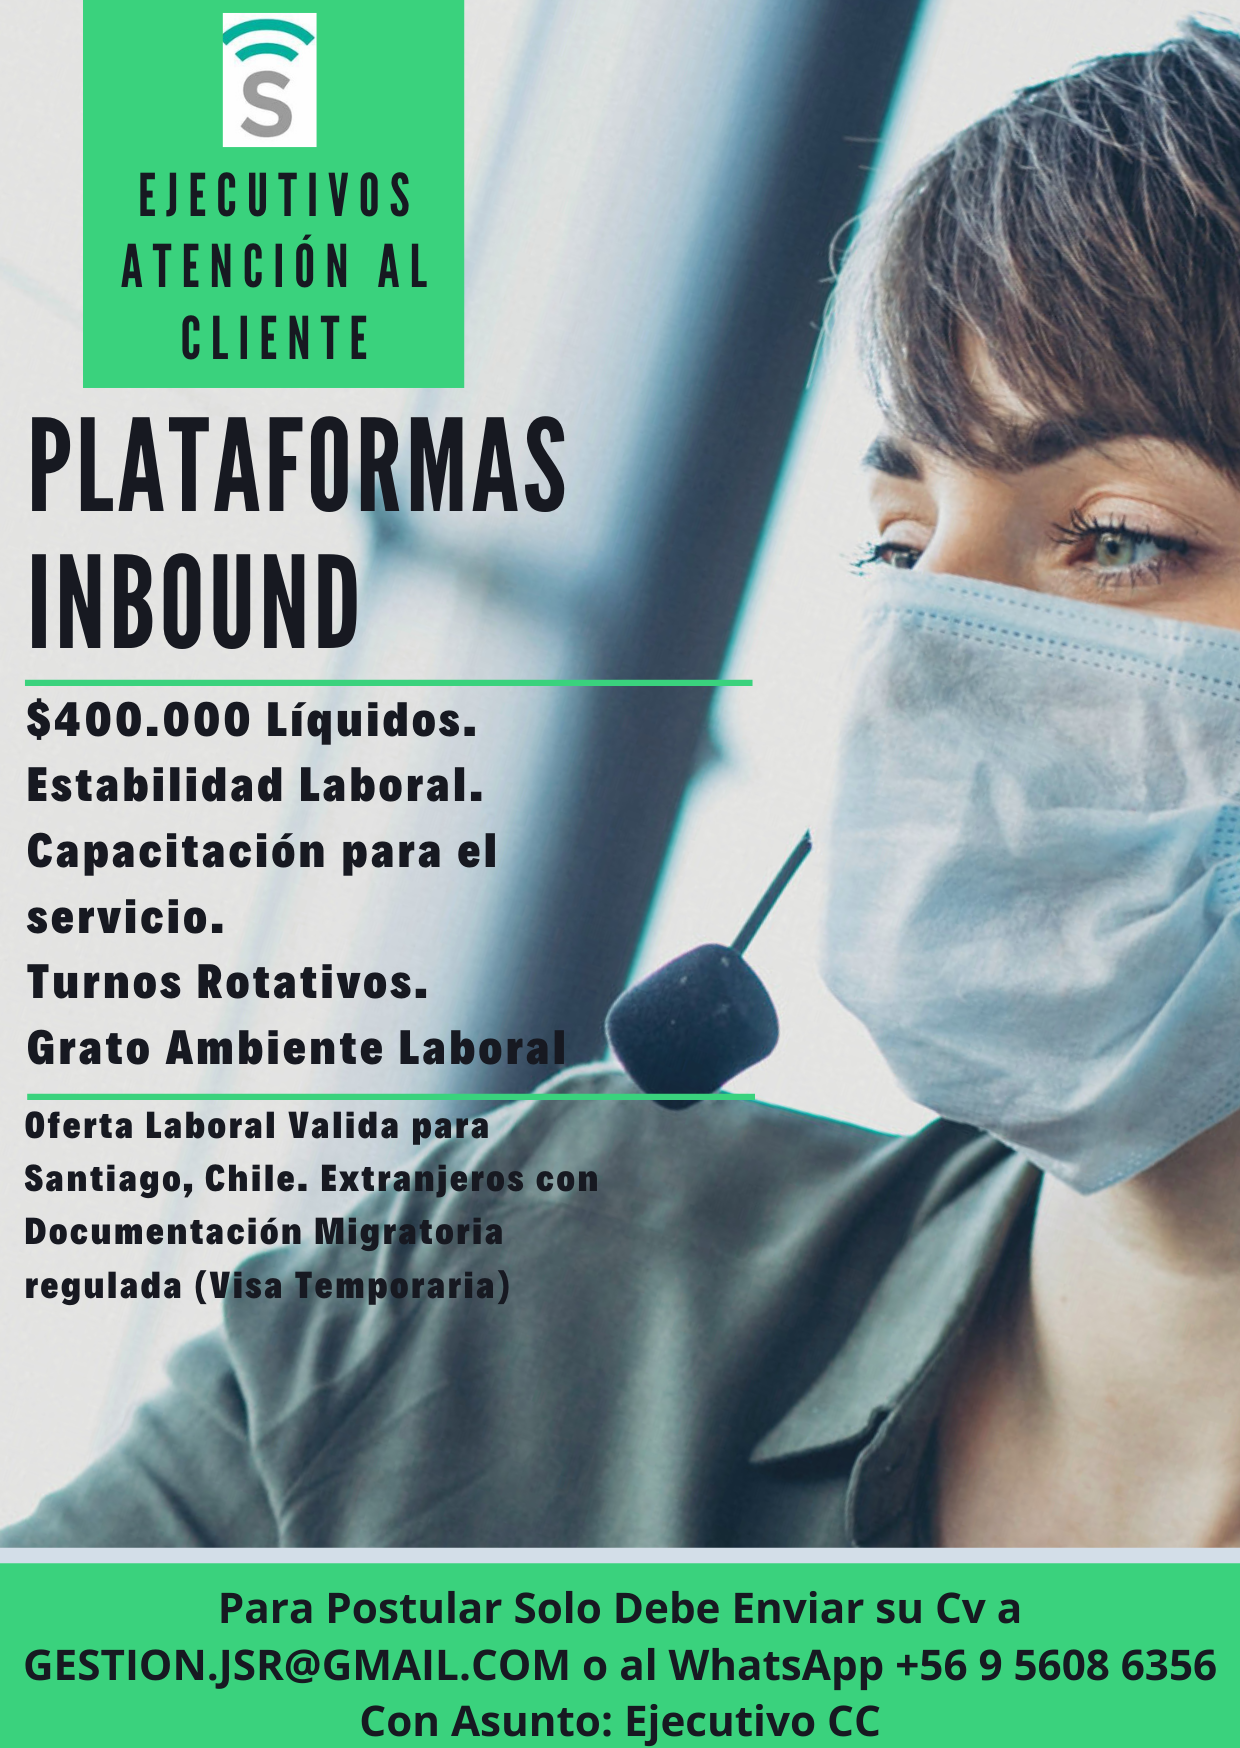 S
EJECUTIVOS
ATENCIÓN AL
CLIENTE
PLATAFORMAS
INBOUND
$400.000 Líquidos.
Estabilidad Laboral.
Capacitación para el
servicio.
Turnos Rotativos.
Grato Ambiente Laboral
Oferta Laboral Valida para
Santiago, Chile. Extranjeros con
Documentación Migratoria
regulada (Visa Temporaria)
Para Postular Solo Debe Enviar su Cv a
GESTION.JSR@GMAIL.COM o al WhatsApp +56 9 5608 6356
Con Asunto: Ejecutivo CC